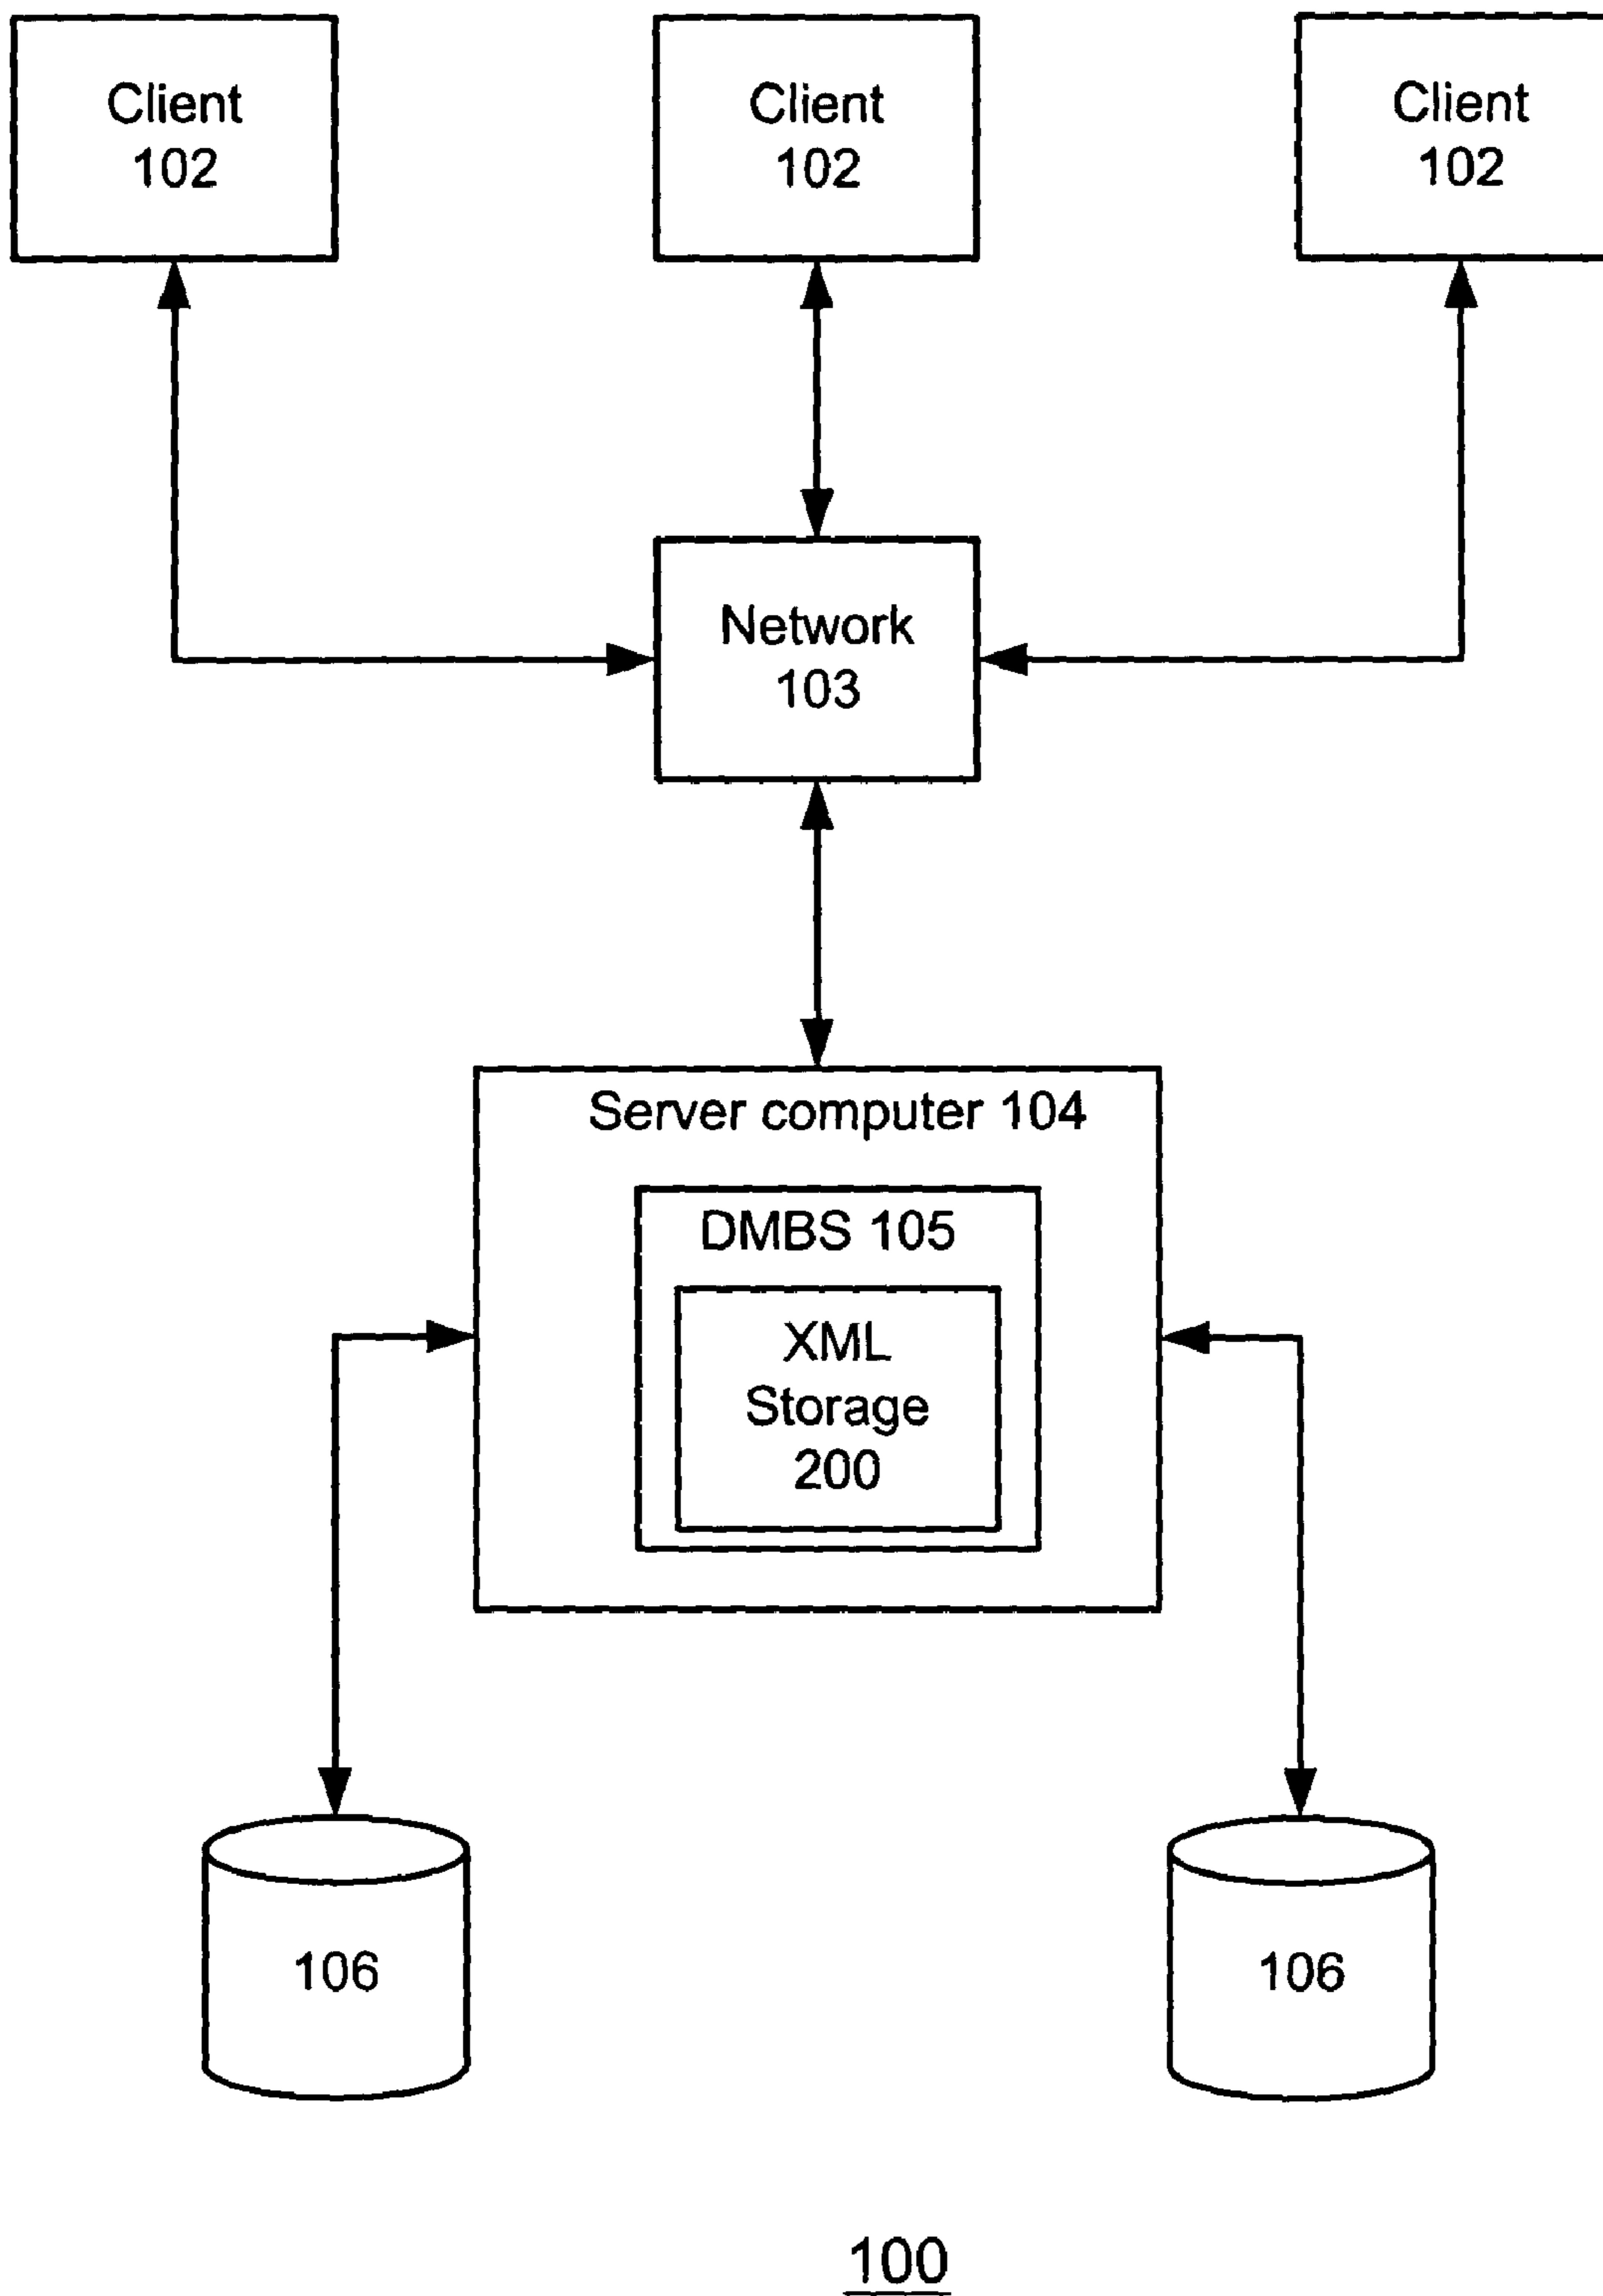 Client
102
Client
102
Client
102
Network
103
Server computer 104
DMBS 105
XML
Storage
200
106
106
100